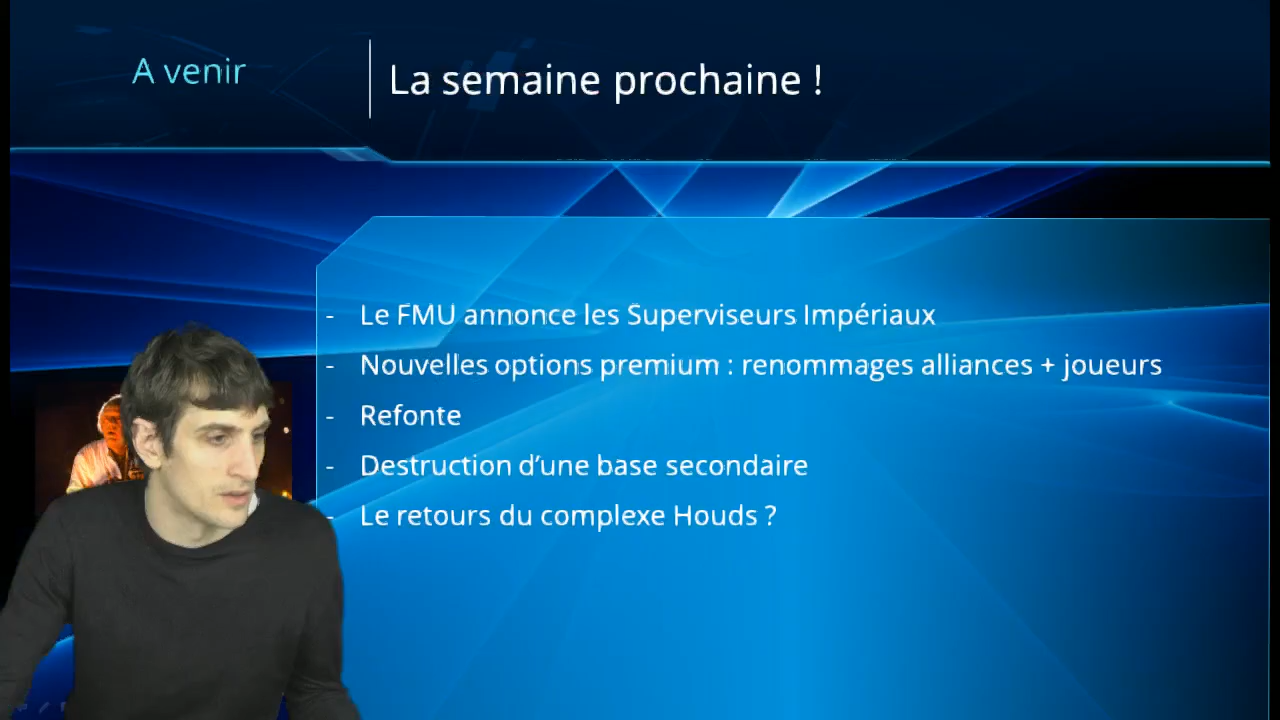 A venir
La semaine prochaine !
- Le FMU annonce les Superviseurs Impériaux
- Nouvelles options premium : renommages alliances + joueurs
- Refonte
- Destruction d’une base secondaire
- Le retours du complexe Houds ?